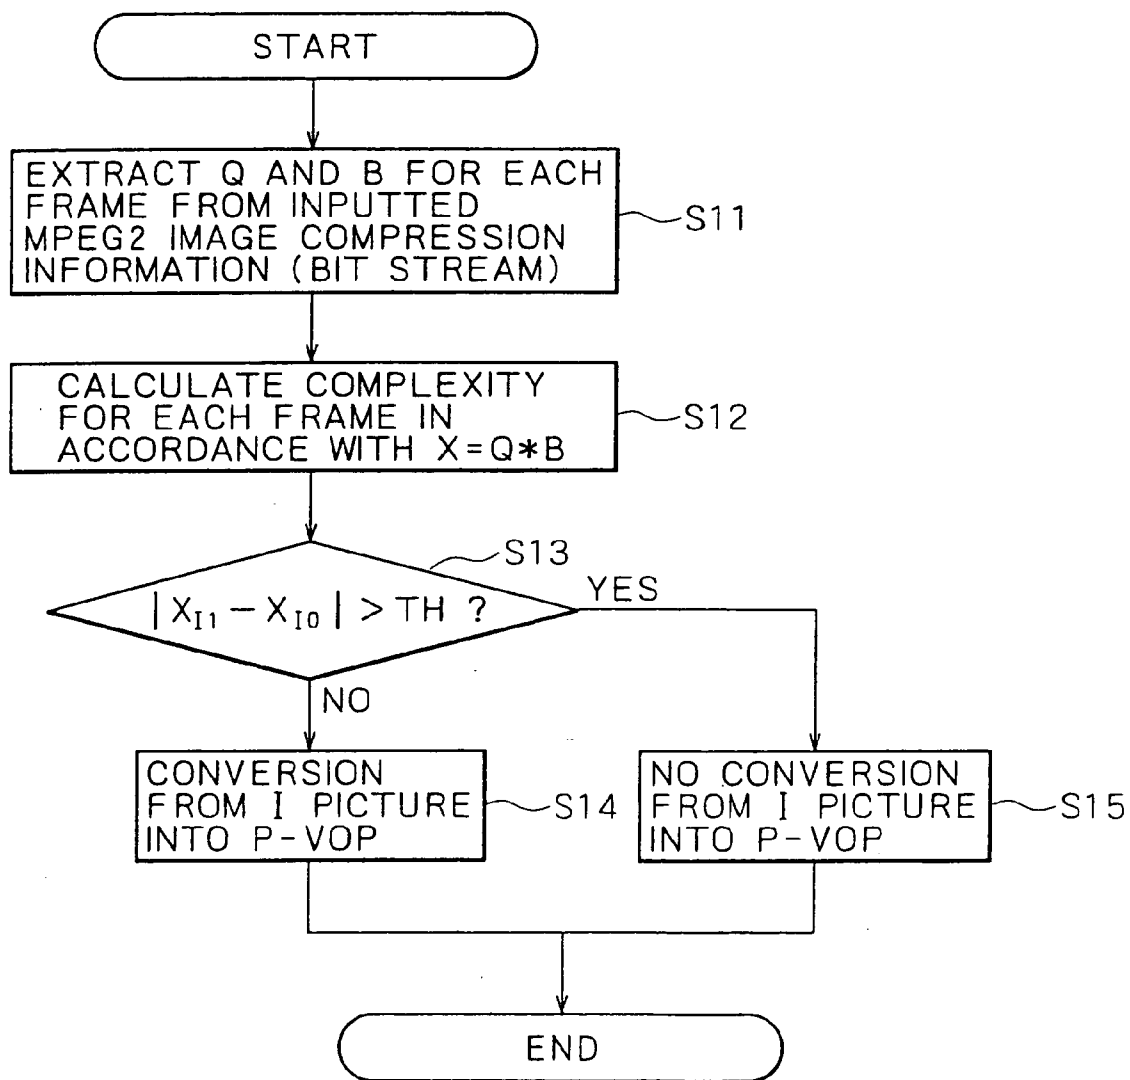 START
EXTRACT Q AND B FOR EACH
FRAME FROM INPUTTED
MPEG2 IMAGE COMPRESSION
INFORMATION (BIT STREAM)
S11
CALCULATE COMPLEXITY
FOR EACH FRAME IN
ACCORDANCE WITH X=Q*B
S12
S13
|X_I1 − X_I0| > TH ?
YES
NO
CONVERSION
FROM I PICTURE
INTO P-VOP
S14
NO CONVERSION
FROM I PICTURE
INTO P-VOP
S15
END